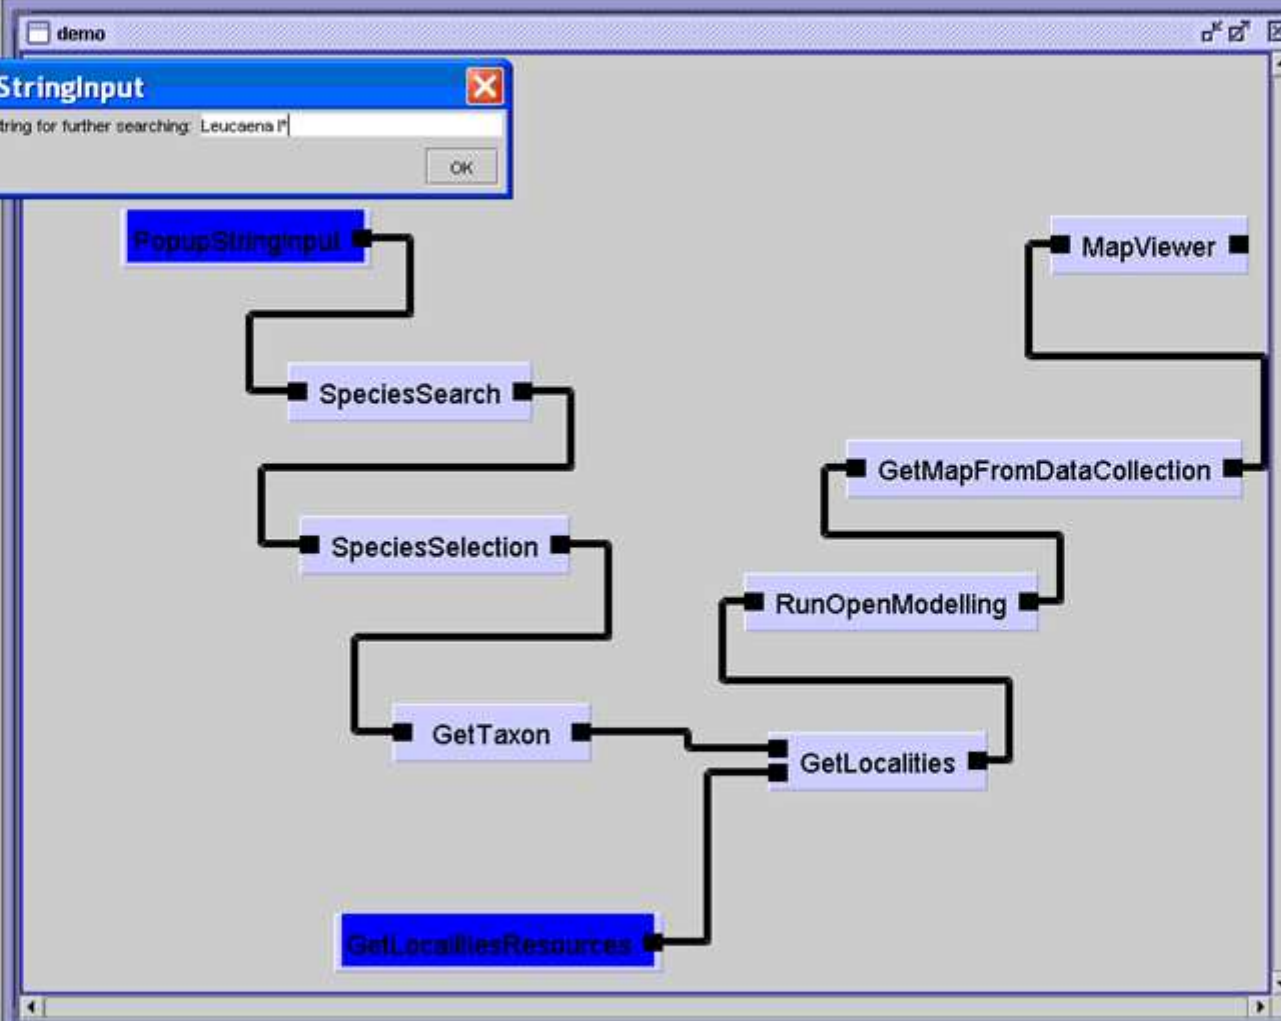 demo
StringInput
tring for further searching: Leucaena l*
OK
PopupStringInput
MapViewer
SpeciesSearch
GetMapFromDataCollection
SpeciesSelection
RunOpenModelling
GetTaxon
GetLocalities
GetLocalitiesResources